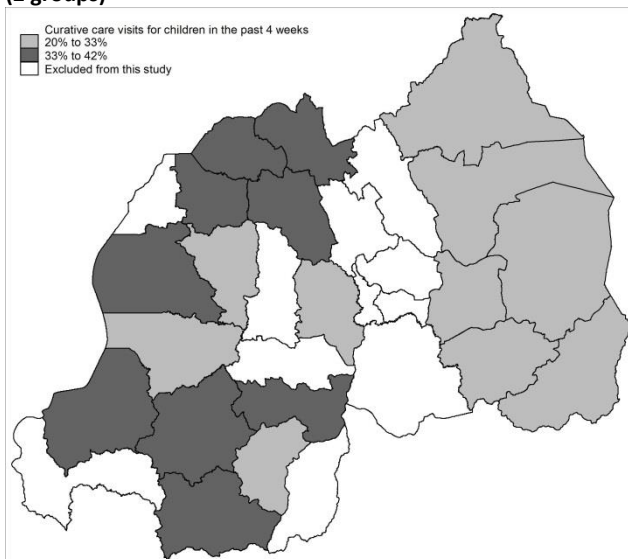 (2 groups)
Curative care visits for children in the past 4 weeks
20% to 33%
33% to 42%
Excluded from this study